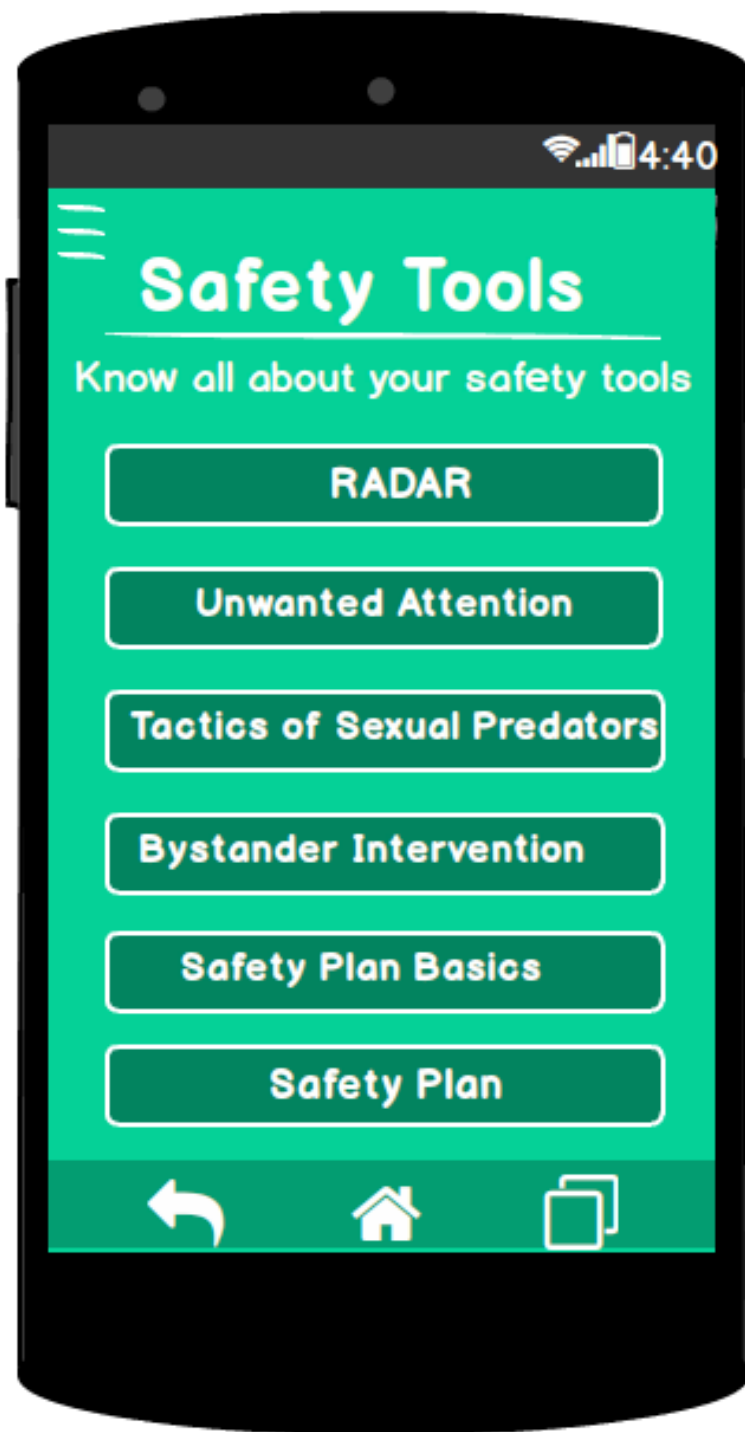 4:40
Safety Tools
Know all about your safety tools
RADAR
Unwanted Attention
Tactics of Sexual Predators
Bystander Intervention
Safety Plan Basics
Safety Plan